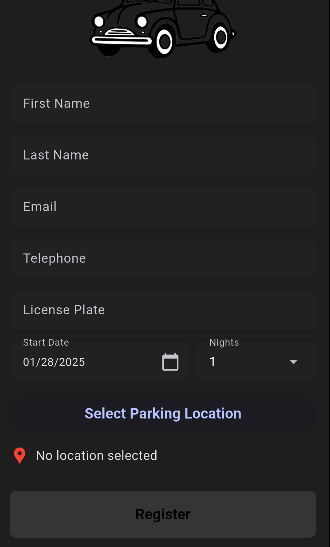 First Name
Last Name
Email
Telephone
License Plate
Start Date
Nights
01/28/2025
1
Select Parking Location
No location selected
Register